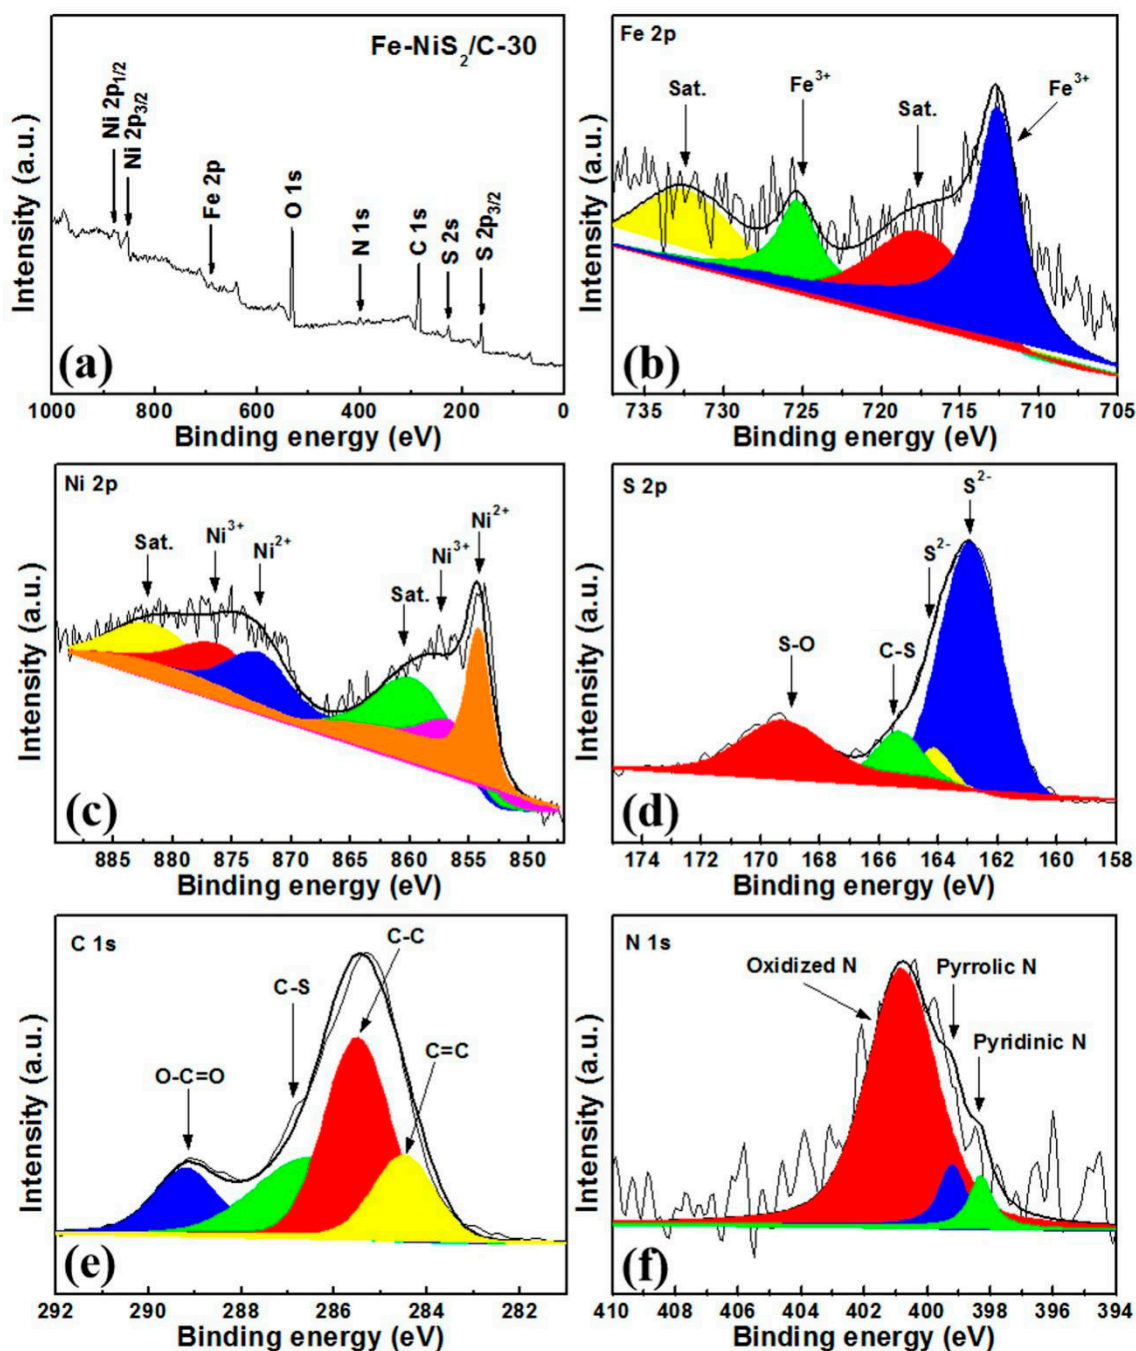 Fe-NiS2/C-30
Ni 2p1/2
Ni 2p3/2
Fe 2p
O 1s
N 1s
C 1s
S 2s
S 2p3/2
Intensity (a.u.)
(a)
1000 800 600 400 200 0
Binding energy (eV)
Fe 2p
Sat.
Fe3+
Sat.
Fe3+
Intensity (a.u.)
(b)
735 730 725 720 715 710 705
Binding energy (eV)
Ni 2p
Sat.
Ni3+
Ni2+
Sat.
Ni3+
Ni2+
Intensity (a.u.)
(c)
885 880 875 870 865 860 855 850
Binding energy (eV)
S 2p
S-O
C-S
S2-
S2-
Intensity (a.u.)
(d)
174 172 170 168 166 164 162 160 158
Binding energy (eV)
C 1s
O-C=O
C-S
C-C
C=C
Intensity (a.u.)
(e)
292 290 288 286 284 282
Binding energy (eV)
N 1s
Oxidized N
Pyrrolic N
Pyridinic N
Intensity (a.u.)
(f)
410 408 406 404 402 400 398 396 394
Binding energy (eV)